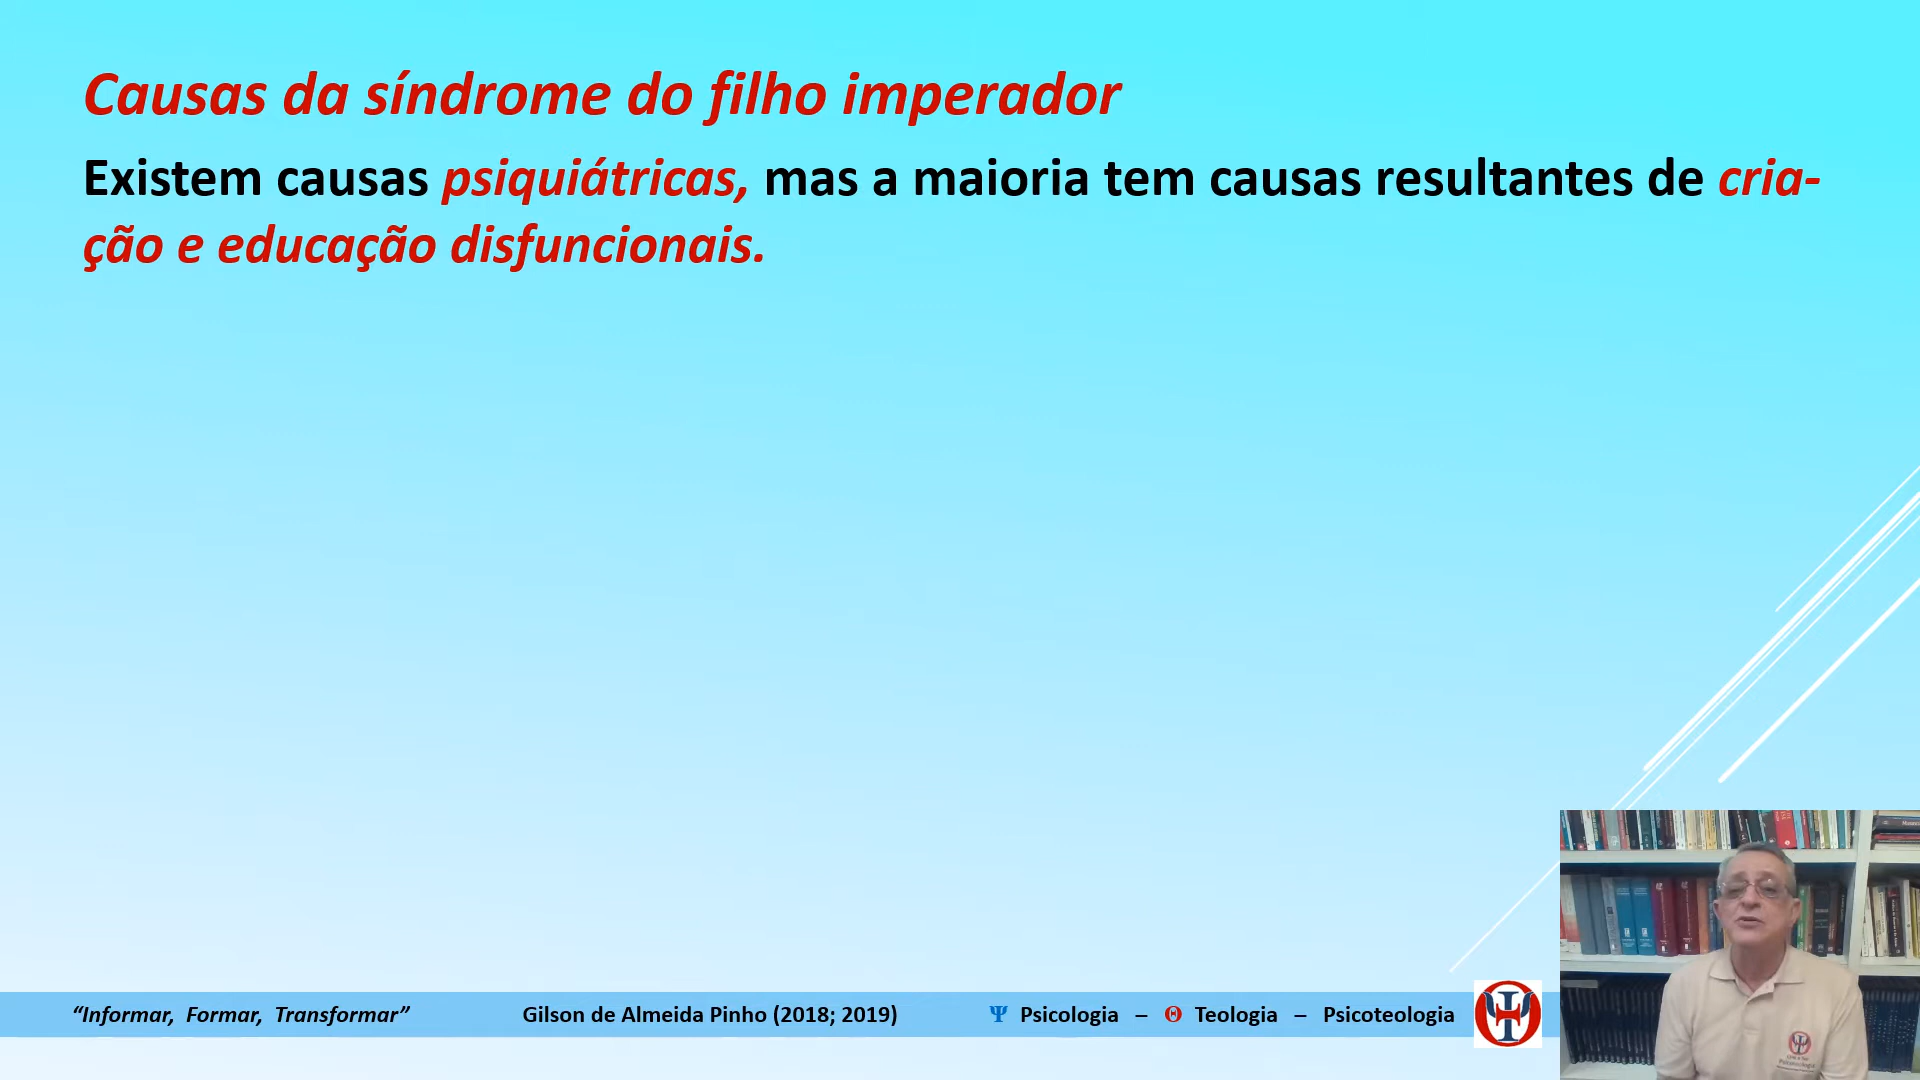 Causas da síndrome do filho imperador
Existem causas psiquiátricas, mas a maioria tem causas resultantes de cria-
ção e educação disfuncionais.
“Informar, Formar, Transformar” Gilson de Almeida Pinho (2018; 2019) Ψ Psicologia – Θ Teologia – Psicoteologia